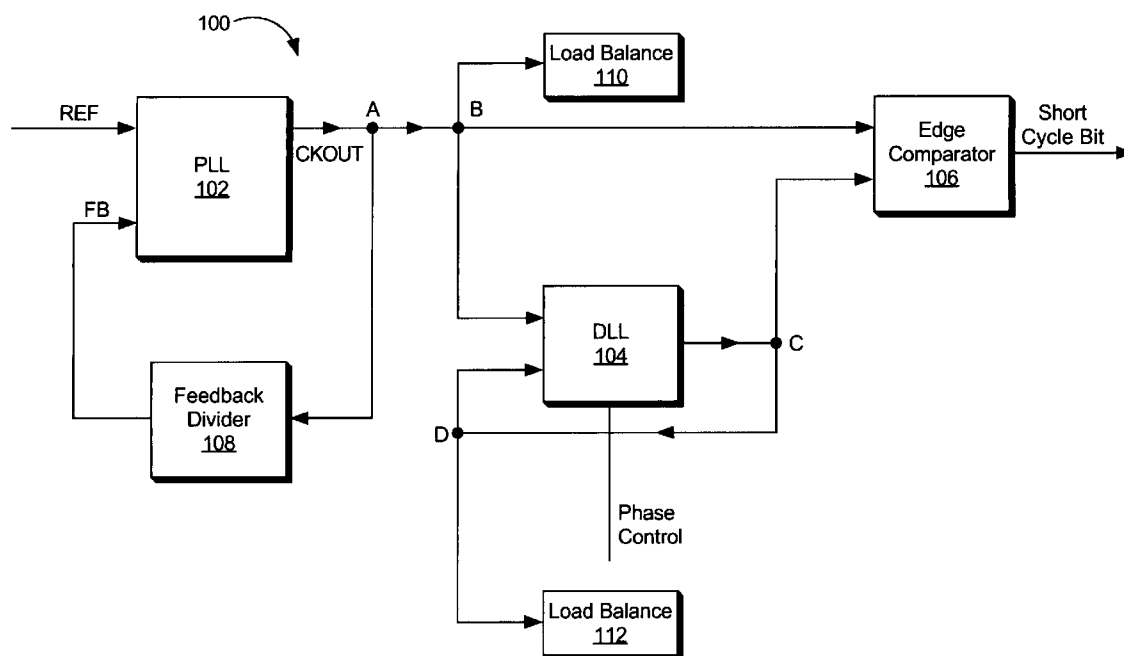 100
Load Balance
110
REF
A
B
CKOUT
PLL
102
FB
Edge
Comparator
106
Short
Cycle Bit
DLL
104
C
Feedback
Divider
108
D
Phase
Control
Load Balance
112